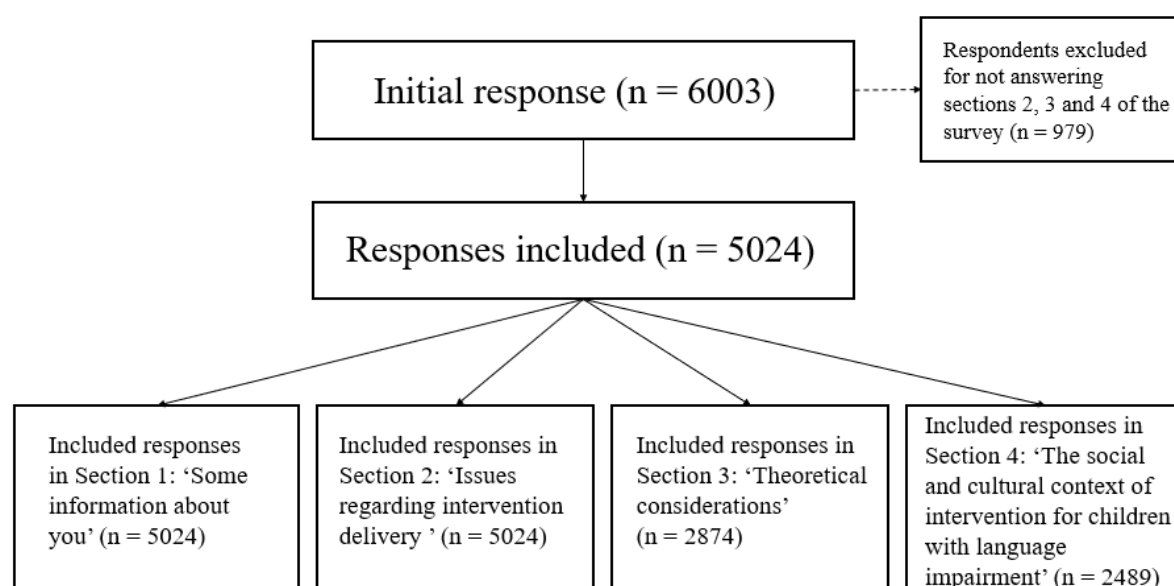 Initial response (n = 6003)
Respondents excluded
for not answering
sections 2, 3 and 4 of the
survey (n = 979)
Responses included (n = 5024)
Included responses
in Section 1: ‘Some
information about
you’ (n = 5024)
Included responses in
Section 2: ‘Issues
regarding intervention
delivery ’ (n = 5024)
Included responses in
Section 3: ‘Theoretical
considerations’
(n = 2874)
Included responses in
Section 4: ‘The social
and cultural context of
intervention for children
with language
impairment’ (n = 2489)